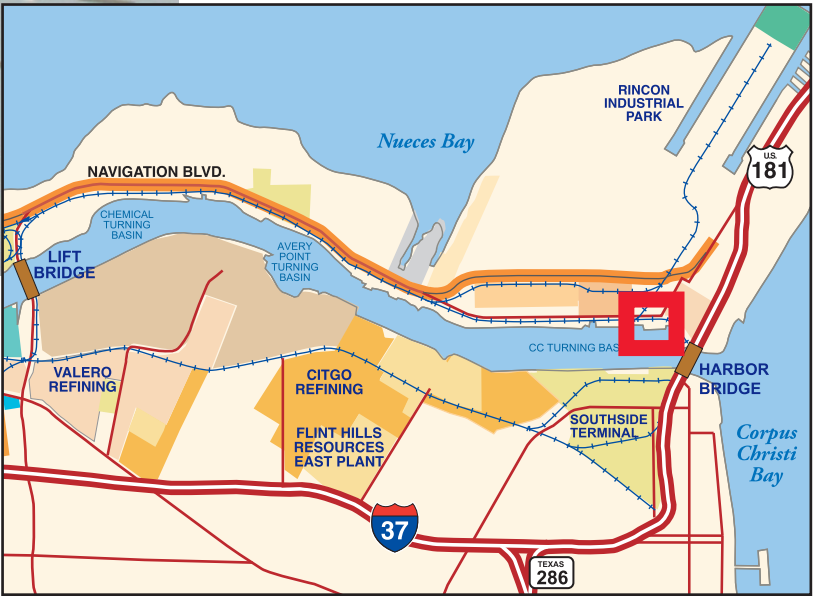 RINCON
INDUSTRIAL
PARK
Nueces Bay
U.S.
181
NAVIGATION BLVD.
CHEMICAL
TURNING
BASIN
AVERY
POINT
TURNING
BASIN
LIFT
BRIDGE
CC TURNING BAS
VALERO
REFINING
CITGO
REFINING
HARBOR
BRIDGE
FLINT HILLS
RESOURCES
EAST PLANT
SOUTHSIDE
TERMINAL
Corpus
Christi
Bay
37
TEXAS
286